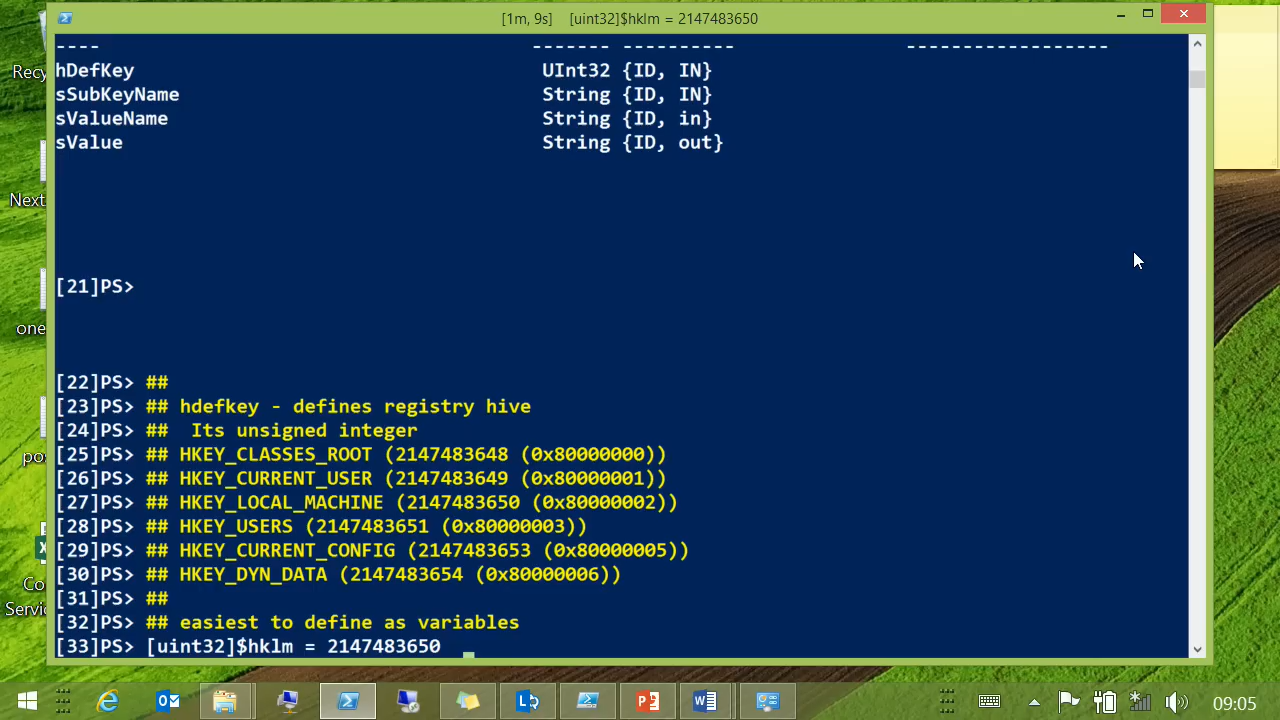 [1m, 9s] [uint32]$hklm = 2147483650
---- ------- ---------- ------------------
hDefKey UInt32 {ID, IN}
sSubKeyName String {ID, IN}
sValueName String {ID, in}
sValue String {ID, out}
[21]PS>
[22]PS> ##
[23]PS> ## hdefkey - defines registry hive
[24]PS> ##  Its unsigned integer
[25]PS> ## HKEY_CLASSES_ROOT (2147483648 (0x80000000))
[26]PS> ## HKEY_CURRENT_USER (2147483649 (0x80000001))
[27]PS> ## HKEY_LOCAL_MACHINE (2147483650 (0x80000002))
[28]PS> ## HKEY_USERS (2147483651 (0x80000003))
[29]PS> ## HKEY_CURRENT_CONFIG (2147483653 (0x80000005))
[30]PS> ## HKEY_DYN_DATA (2147483654 (0x80000006))
[31]PS> ##
[32]PS> ## easiest to define as variables
[33]PS> [uint32]$hklm = 2147483650
Recy
Next
one
pos
Co
Servic
09:05